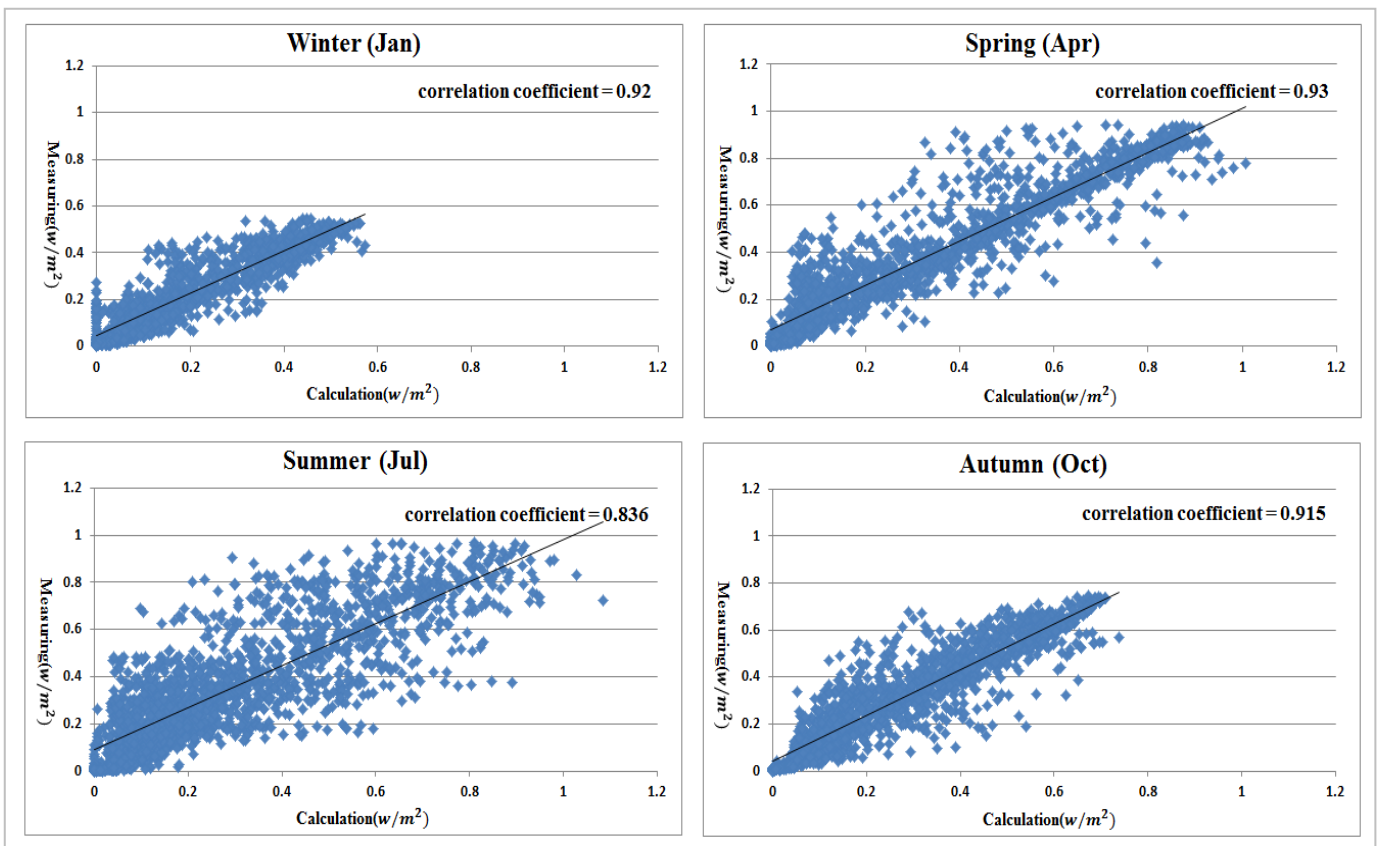 Winter (Jan)
correlation coefficient = 0.92
1.2
1
0.8
0.6
0.4
0.2
0
Measuring(w/m²)
0 0.2 0.4 0.6 0.8 1 1.2
Calculation(w/m²)
Spring (Apr)
correlation coefficient = 0.93
1.2
1
0.8
0.6
0.4
0.2
0
Measuring(w/m²)
0 0.2 0.4 0.6 0.8 1 1.2
Calculation(w/m²)
Summer (Jul)
correlation coefficient = 0.836
1.2
1
0.8
0.6
0.4
0.2
0
Measuring(w/m²)
0 0.2 0.4 0.6 0.8 1 1.2
Calculation(w/m²)
Autumn (Oct)
correlation coefficient = 0.915
1.2
1
0.8
0.6
0.4
0.2
0
Measuring(w/m²)
0 0.2 0.4 0.6 0.8 1 1.2
Calculation(w/m²)